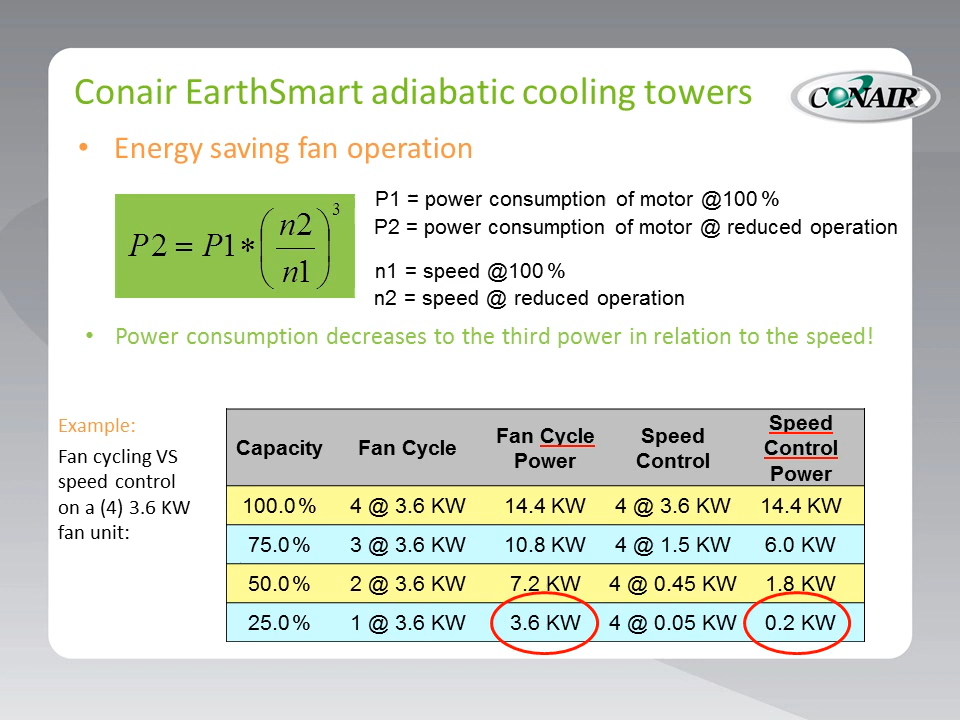 Conair EarthSmart adiabatic cooling towers
CONAIR
• Energy saving fan operation
P2 = P1*(n2/n1)^3
P1 = power consumption of motor @100 %
P2 = power consumption of motor @ reduced operation
n1 = speed @100 %
n2 = speed @ reduced operation
• Power consumption decreases to the third power in relation to the speed!
Example:
Fan cycling VS
speed control
on a (4) 3.6 KW
fan unit:
Capacity Fan Cycle Fan Cycle Power Speed Control Speed Control Power
100.0 % 4 @ 3.6 KW 14.4 KW 4 @ 3.6 KW 14.4 KW
75.0 % 3 @ 3.6 KW 10.8 KW 4 @ 1.5 KW 6.0 KW
50.0 % 2 @ 3.6 KW 7.2 KW 4 @ 0.45 KW 1.8 KW
25.0 % 1 @ 3.6 KW 3.6 KW 4 @ 0.05 KW 0.2 KW